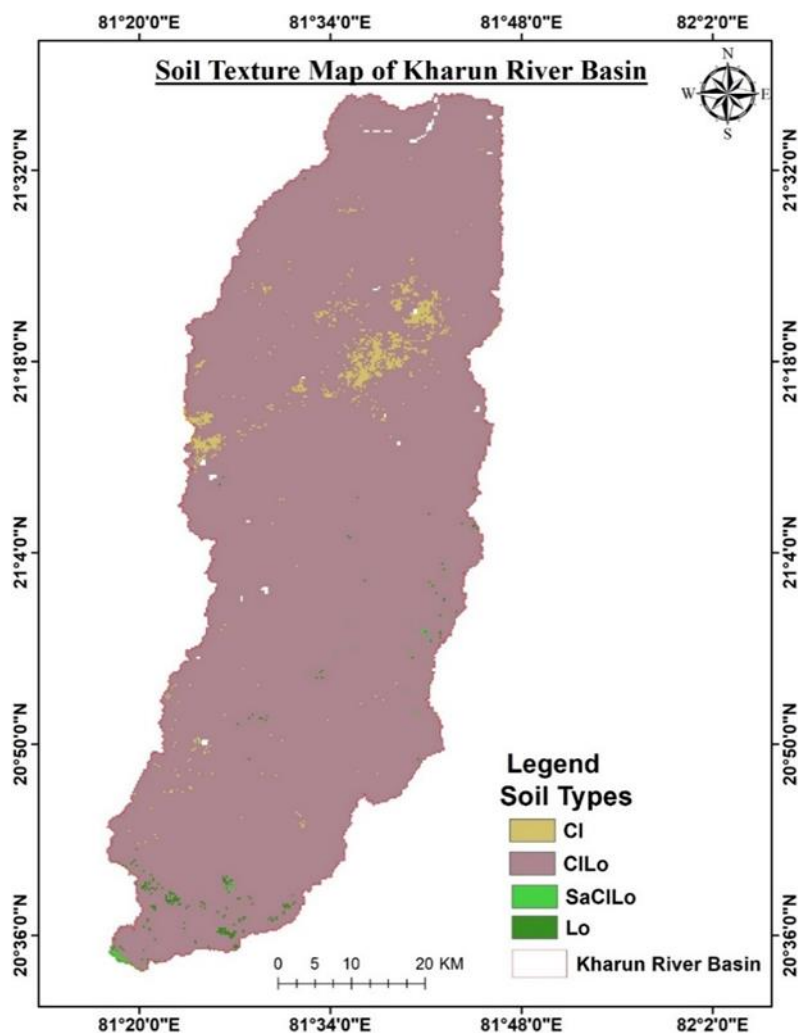 81°20'0"E 81°34'0"E 81°48'0"E 82°2'0"E
Soil Texture Map of Kharun River Basin
N
W E
S
21°32'0"N 21°32'0"N
21°18'0"N 21°18'0"N
21°4'0"N 21°4'0"N
20°50'0"N 20°50'0"N
20°36'0"N 20°36'0"N
Legend
Soil Types
Cl
ClLo
SaClLo
Lo
Kharun River Basin
0 5 10 20 KM
81°20'0"E 81°34'0"E 81°48'0"E 82°2'0"E